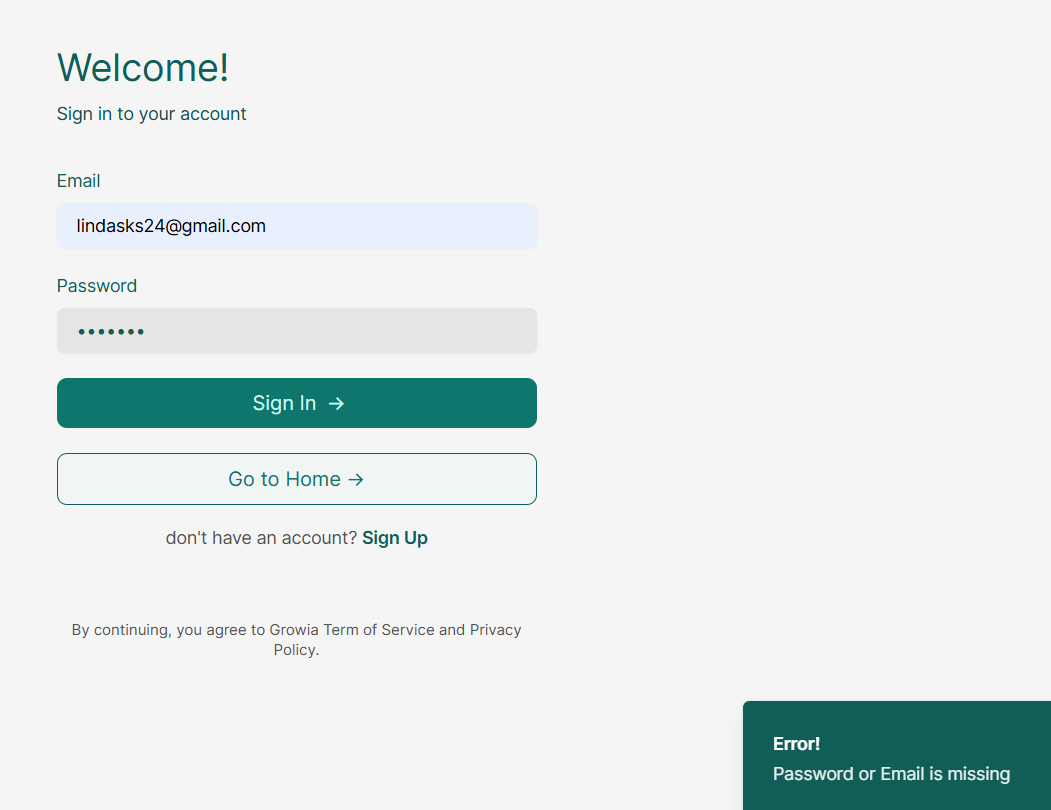 Welcome!
Sign in to your account
Email
lindasks24@gmail.com
Password
•••••••
Sign In →
Go to Home →
don't have an account? Sign Up
By continuing, you agree to Growia Term of Service and Privacy
Policy.
Error!
Password or Email is missing